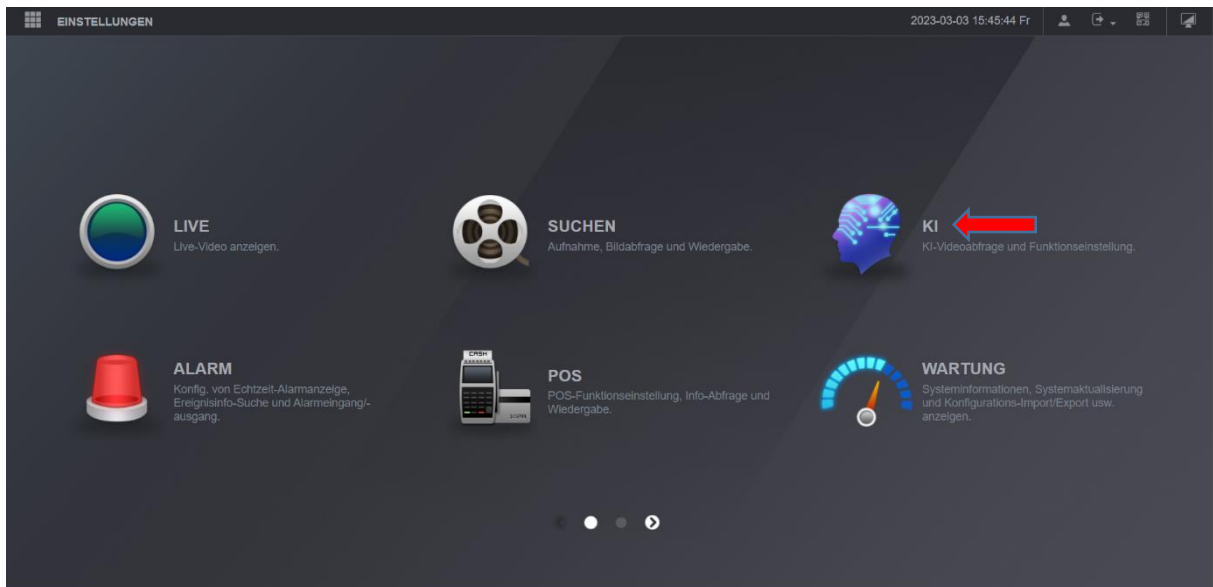 EINSTELLUNGEN
2023-03-03 15:45:44 Fr
LIVE
Live-Video anzeigen.
SUCHEN
Aufnahme, Bildabfrage und Wiedergabe.
KI
KI-Videoabfrage und Funktionseinstellung.
ALARM
Konfig. von Echtzeit-Alarmanzeige,
Ereignisinfo-Suche und Alarmeingang/-
ausgang.
CASH
POS
POS-Funktionseinstellung, Info-Abfrage und
Wiedergabe.
WARTUNG
Systeminformationen, Systemaktualisierung
und Konfigurations-Import/Export usw.
anzeigen.